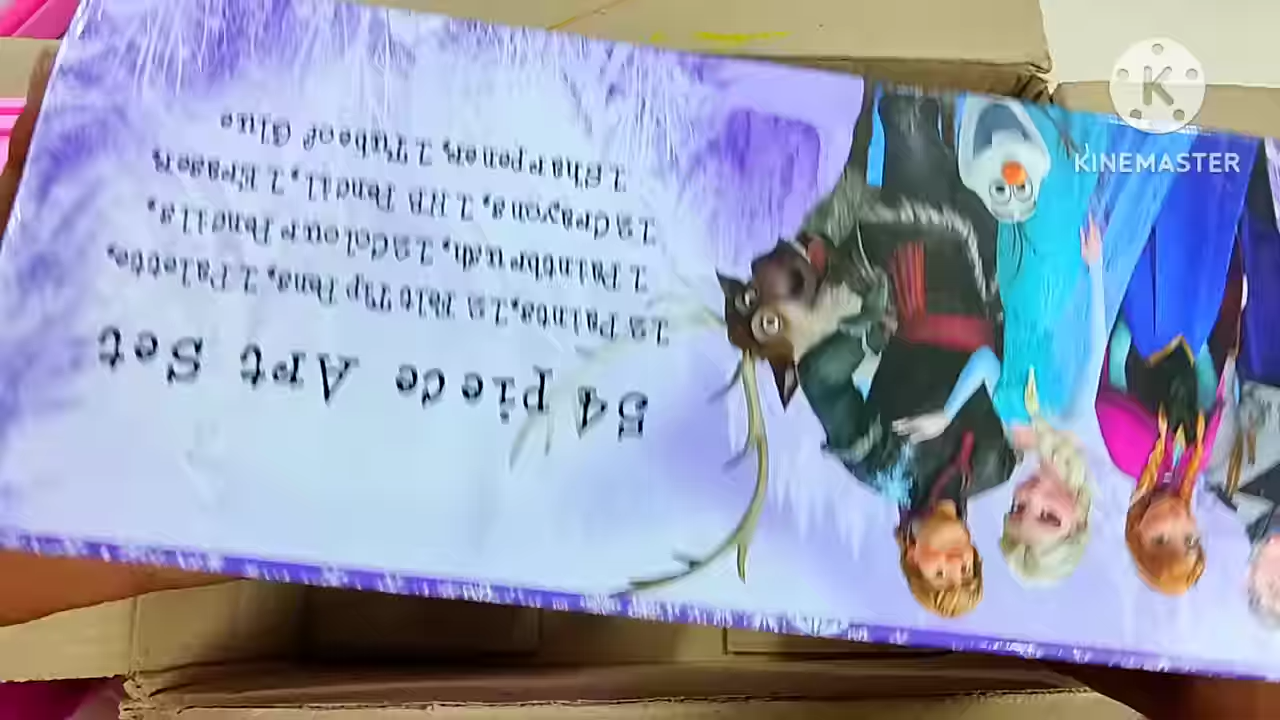 54 piece Art Set
12 Paints, 12 Felt Tip Pens, 1 Palette,
1 Paintbrush, 12 Colour Pencils,
12 Crayons, 1 HB Pencil, 1 Eraser,
1 Sharpener, 1 Tube of Glue
KINEMASTER